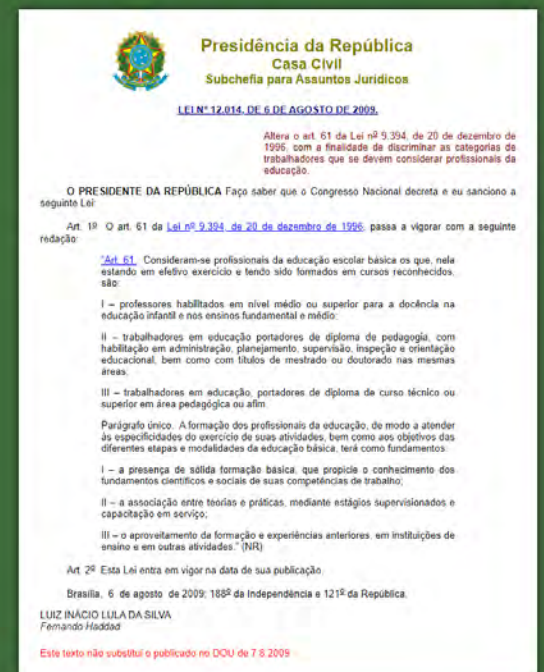 Presidência da República
Casa Civil
Subchefia para Assuntos Jurídicos
LEI Nº 12.014, DE 6 DE AGOSTO DE 2009.
Altera o art. 61 da Lei nº 9.394, de 20 de dezembro de
1996, com a finalidade de discriminar as categorias de
trabalhadores que se devem considerar profissionais da
educação.
O PRESIDENTE DA REPÚBLICA Faço saber que o Congresso Nacional decreta e eu sanciono a
seguinte Lei:
Art. 1º O art. 61 da Lei nº 9.394, de 20 de dezembro de 1996, passa a vigorar com a seguinte
redação:
"Art. 61. Consideram-se profissionais da educação escolar básica os que, nela
estando em efetivo exercício e tendo sido formados em cursos reconhecidos,
são:
I – professores habilitados em nível médio ou superior para a docência na
educação infantil e nos ensinos fundamental e médio;
II – trabalhadores em educação portadores de diploma de pedagogia, com
habilitação em administração, planejamento, supervisão, inspeção e orientação
educacional, bem como com títulos de mestrado ou doutorado nas mesmas
áreas;
III – trabalhadores em educação, portadores de diploma de curso técnico ou
superior em área pedagógica ou afim.
Parágrafo único. A formação dos profissionais da educação, de modo a atender
às especificidades do exercício de suas atividades, bem como aos objetivos das
diferentes etapas e modalidades da educação básica, terá como fundamentos:
I – a presença de sólida formação básica, que propicie o conhecimento dos
fundamentos científicos e sociais de suas competências de trabalho;
II – a associação entre teorias e práticas, mediante estágios supervisionados e
capacitação em serviço;
III – o aproveitamento da formação e experiências anteriores, em instituições de
ensino e em outras atividades." (NR)
Art. 2º Esta Lei entra em vigor na data de sua publicação.
Brasília, 6 de agosto de 2009; 188º da Independência e 121º da República.
LUIZ INÁCIO LULA DA SILVA
Fernando Haddad
Este texto não substitui o publicado no DOU de 7.8.2009